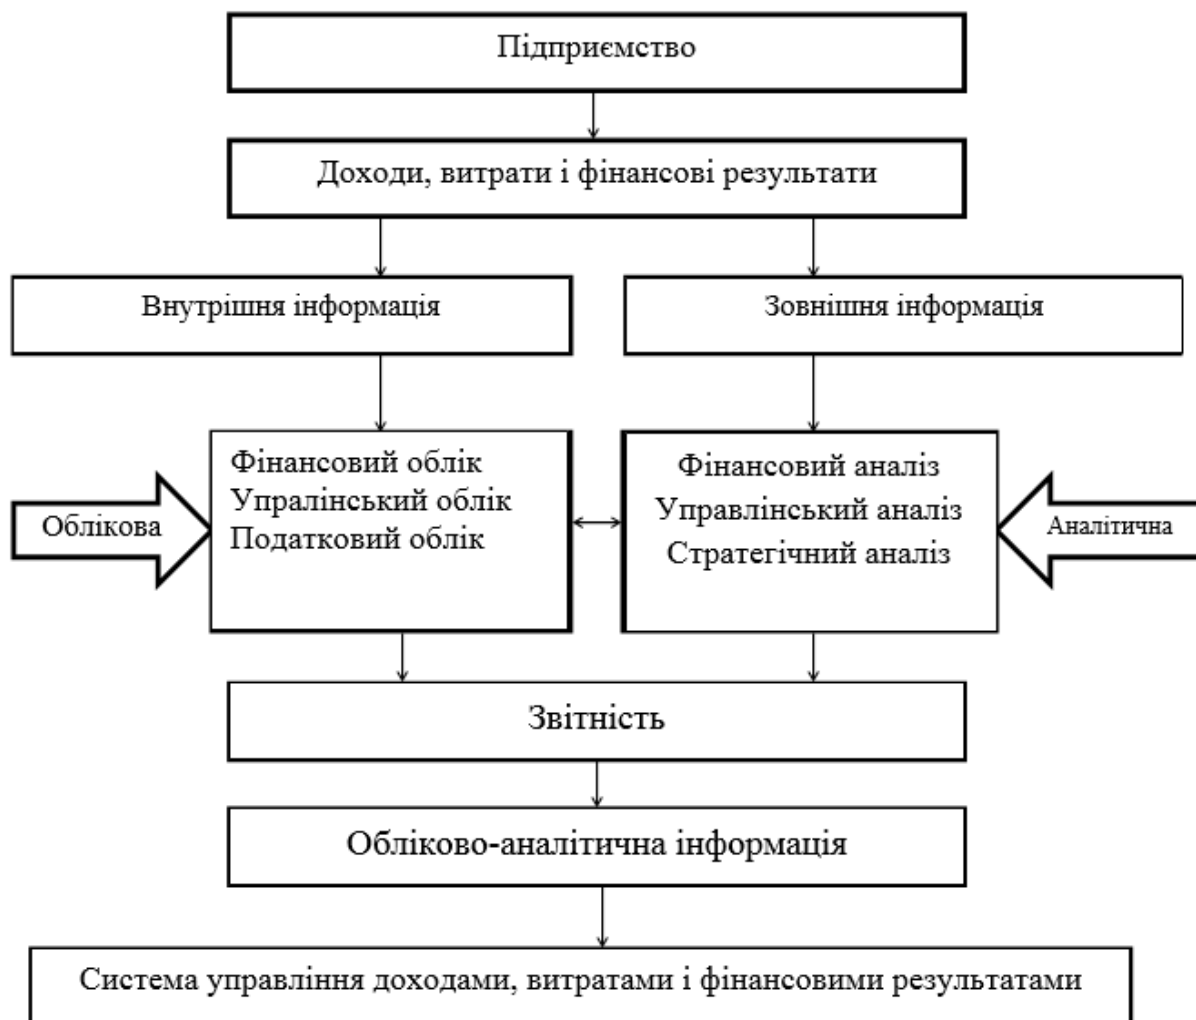 Підприємство
Доходи, витрати і фінансові результати
Внутрішня інформація
Зовнішня інформація
Облікова
Фінансовий облік
Упралінський облік
Податковий облік
Фінансовий аналіз
Управлінський аналіз
Стратегічний аналіз
Аналітична
Звітність
Обліково-аналітична інформація
Система управління доходами, витратами і фінансовими результатами